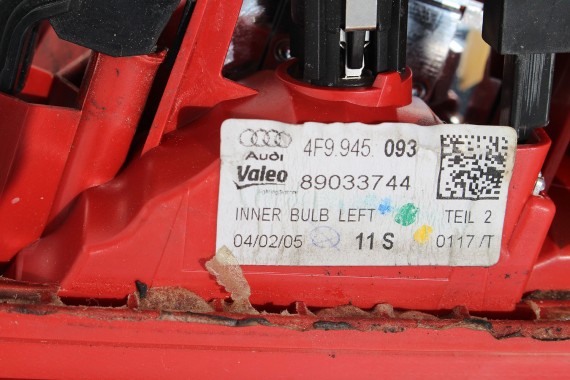 4F9.945 093
Audi
Valeo
89033744
INNER BULB LEFT TEIL 2
04/02/05 11 S 0117/T